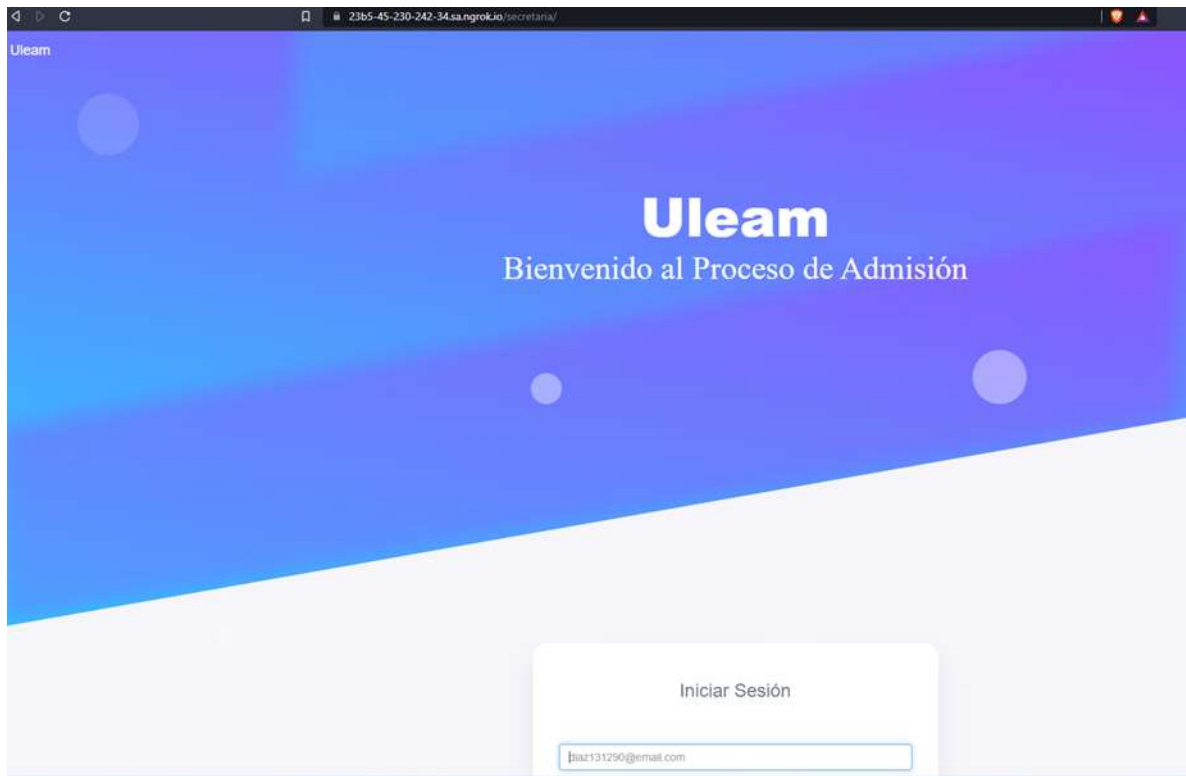 23b5-45-230-242-34.sa.ngrok.io/secretaria/
Uleam
Uleam
Bienvenido al Proceso de Admisión
Iniciar Sesión
diaz131290@email.com